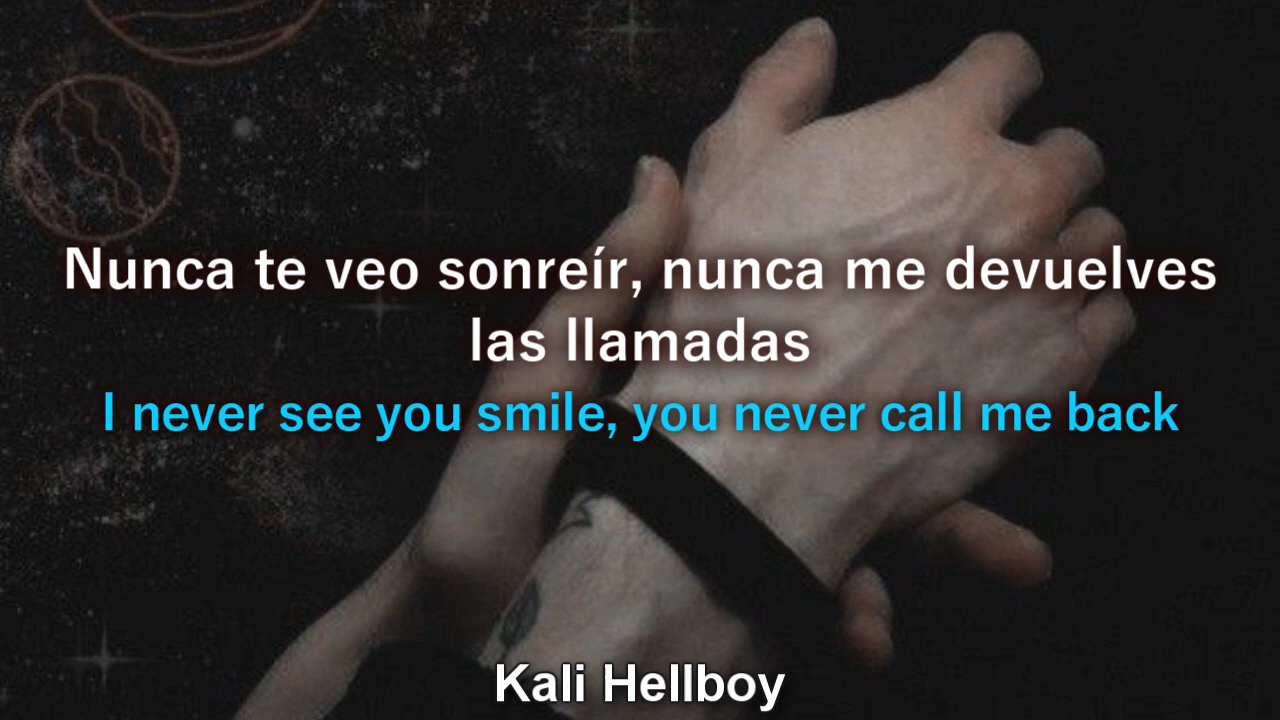 Nunca te veo sonreír, nunca me devuelves
las llamadas
I never see you smile, you never call me back
Kali Hellboy